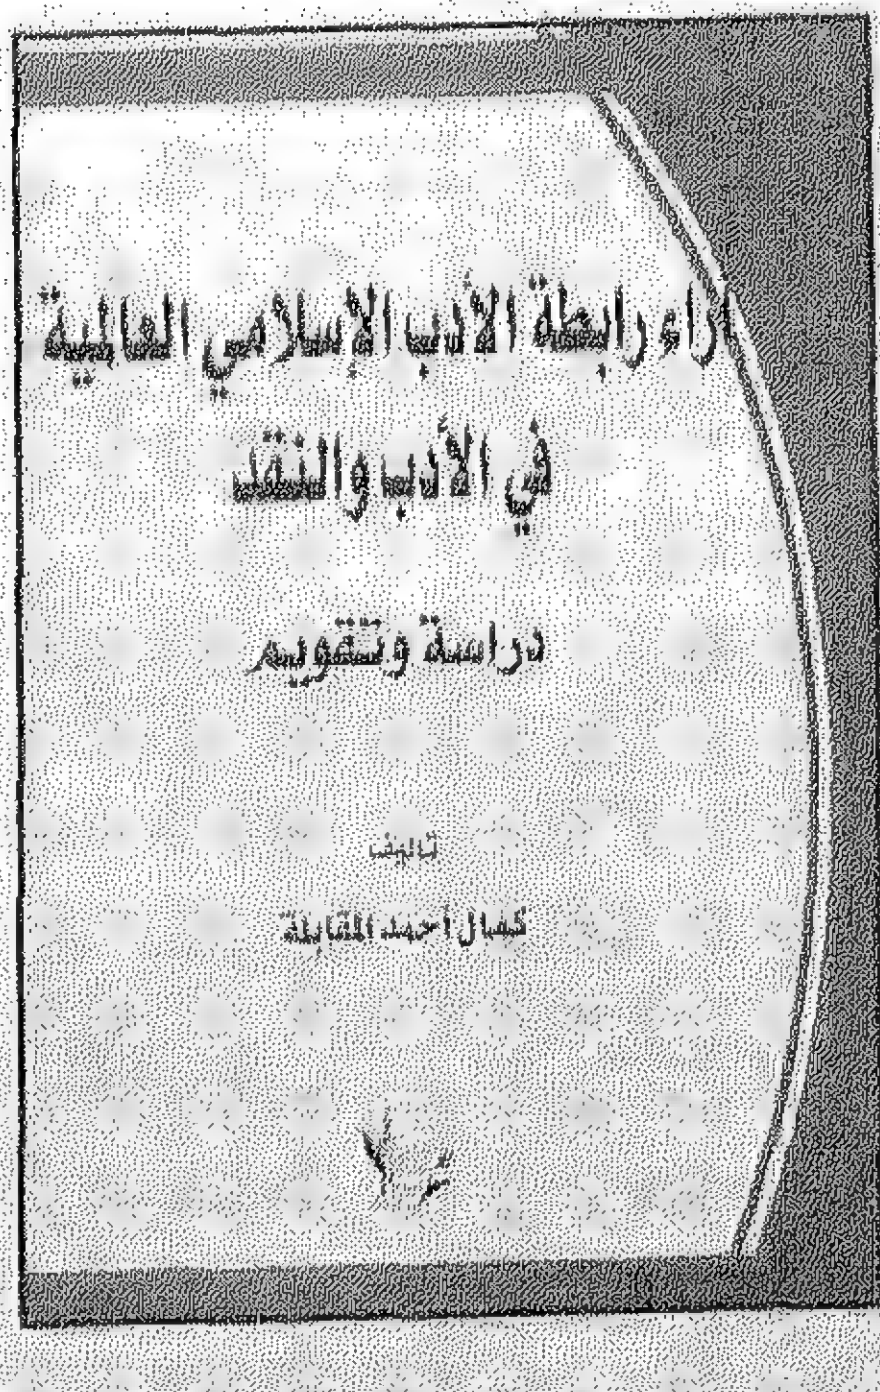 آراء رابطة الأدب الإسلامي العالمية
في الأدب والنقد
دراسة وتقويم
تأليف
كمال أحمد المقابلة